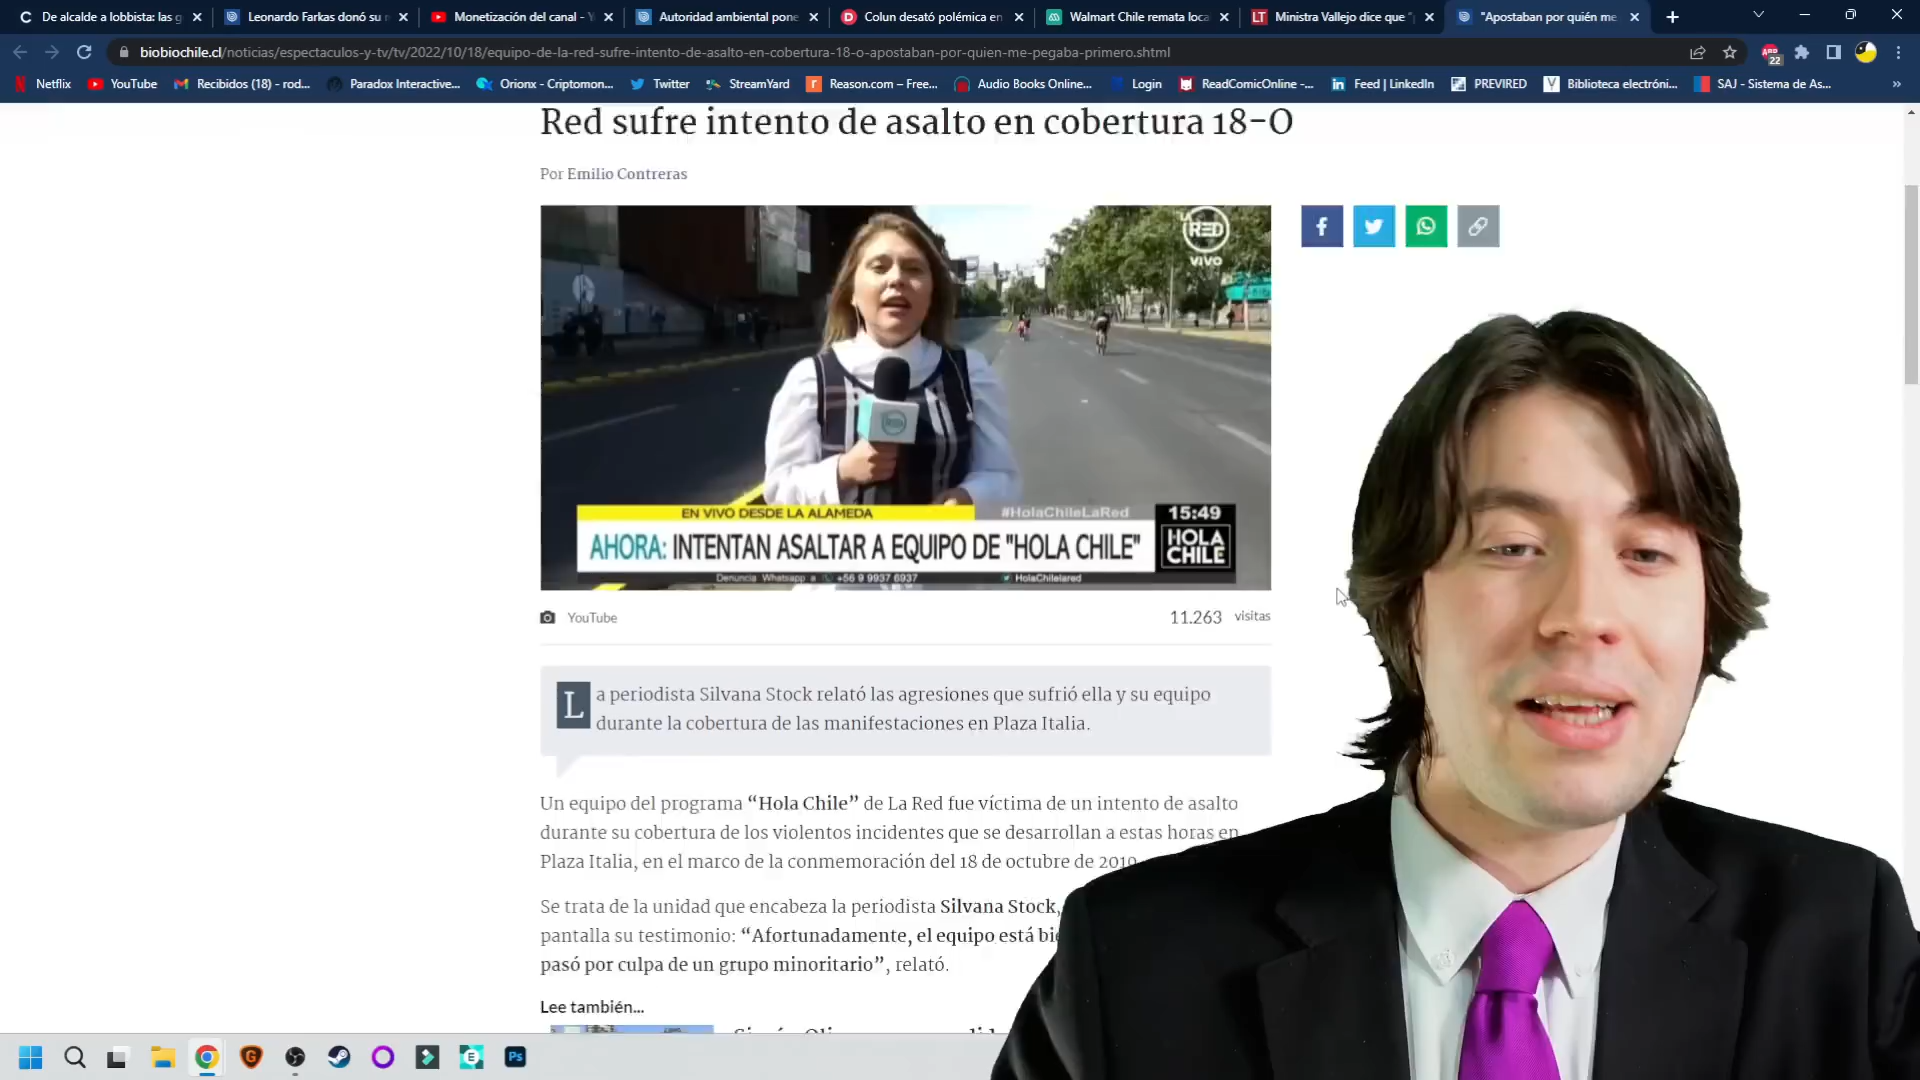 De alcalde a lobbista: las g
Leonardo Farkas donó su
Monetización del canal - Y
Autoridad ambiental pone
Colun desató polémica en
Walmart Chile remata loca
Ministra Vallejo dice que "
"Apostaban por quién me
biobiochile.cl/noticias/espectaculos-y-tv/tv/2022/10/18/equipo-de-la-red-sufre-intento-de-asalto-en-cobertura-18-o-apostaban-por-quien-me-pegaba-primero.shtml
22
Netflix
YouTube
Recibidos (18) - rod...
Paradox Interactive...
Orionx - Criptomon...
Twitter
StreamYard
Reason.com – Free...
Audio Books Online...
Login
ReadComicOnline -...
Feed | LinkedIn
PREVIRED
Biblioteca electróni...
SAJ - Sistema de As...
»
Red sufre intento de asalto en cobertura 18-O
Por Emilio Contreras
LA RED
VIVO
EN VIVO DESDE LA ALAMEDA
#HolaChileLaRed
15:49
AHORA: INTENTAN ASALTAR A EQUIPO DE "HOLA CHILE"
HOLA CHILE
Denuncia Whatsapp a +56 9 9937 6937
HolaChilelared
YouTube
11.263 visitas
La periodista Silvana Stock relató las agresiones que sufrió ella y su equipo
durante la cobertura de las manifestaciones en Plaza Italia.
Un equipo del programa “Hola Chile” de La Red fue víctima de un intento de asalto
durante su cobertura de los violentos incidentes que se desarrollan a estas horas en
Plaza Italia, en el marco de la conmemoración del 18 de octubre de 2019
Se trata de la unidad que encabeza la periodista Silvana Stock,
pantalla su testimonio: “Afortunadamente, el equipo está bie
pasó por culpa de un grupo minoritario”, relató.
Lee también...
Ps